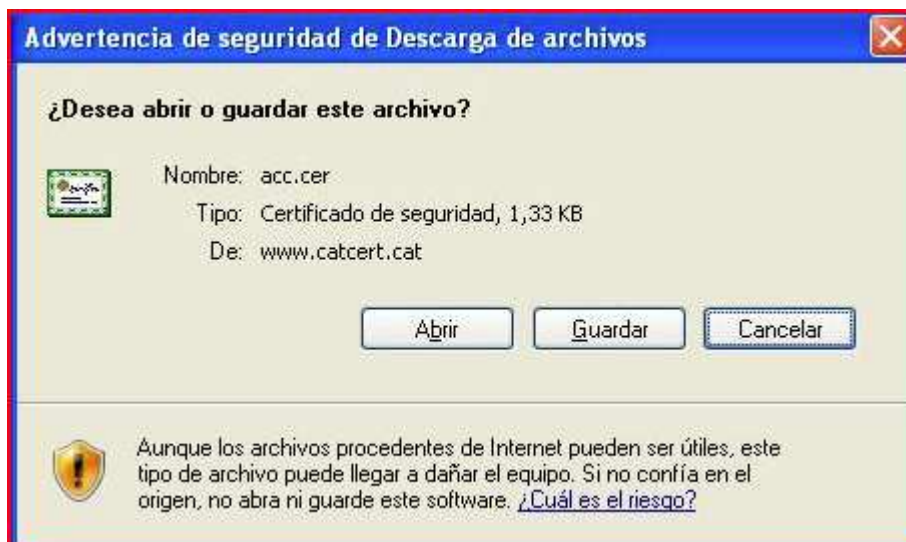 Advertencia de seguridad de Descarga de archivos
¿Desea abrir o guardar este archivo?
Nombre: acc.cer
Tipo: Certificado de seguridad, 1,33 KB
De: www.catcert.cat
Abrir Guardar Cancelar
Aunque los archivos procedentes de Internet pueden ser útiles, este
tipo de archivo puede llegar a dañar el equipo. Si no confía en el
origen, no abra ni guarde este software. ¿Cuál es el riesgo?